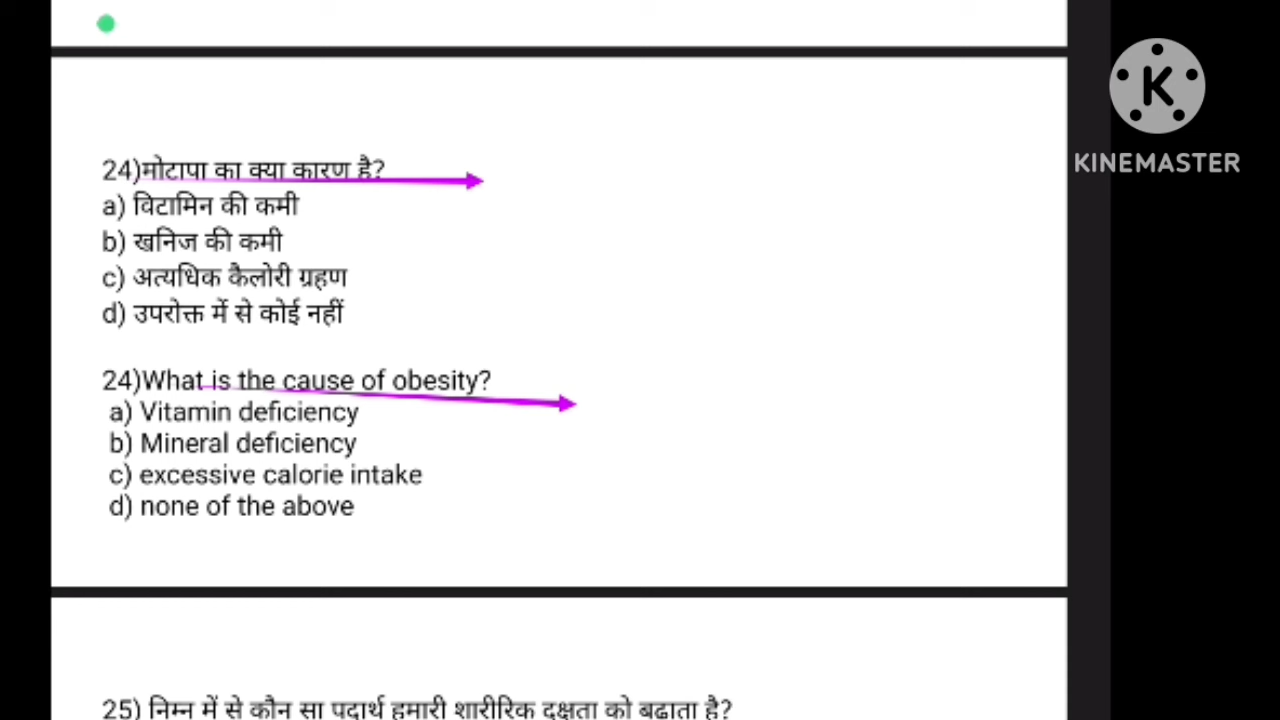 24)मोटापा का क्या कारण है?
a) विटामिन की कमी
b) खनिज की कमी
c) अत्यधिक कैलोरी ग्रहण
d) उपरोक्त में से कोई नहीं
24)What is the cause of obesity?
a) Vitamin deficiency
b) Mineral deficiency
c) excessive calorie intake
d) none of the above
25) निम्न में से कौन सा पदार्थ हमारी शारीरिक दक्षता को बढ़ाता है?
K
KINEMASTER